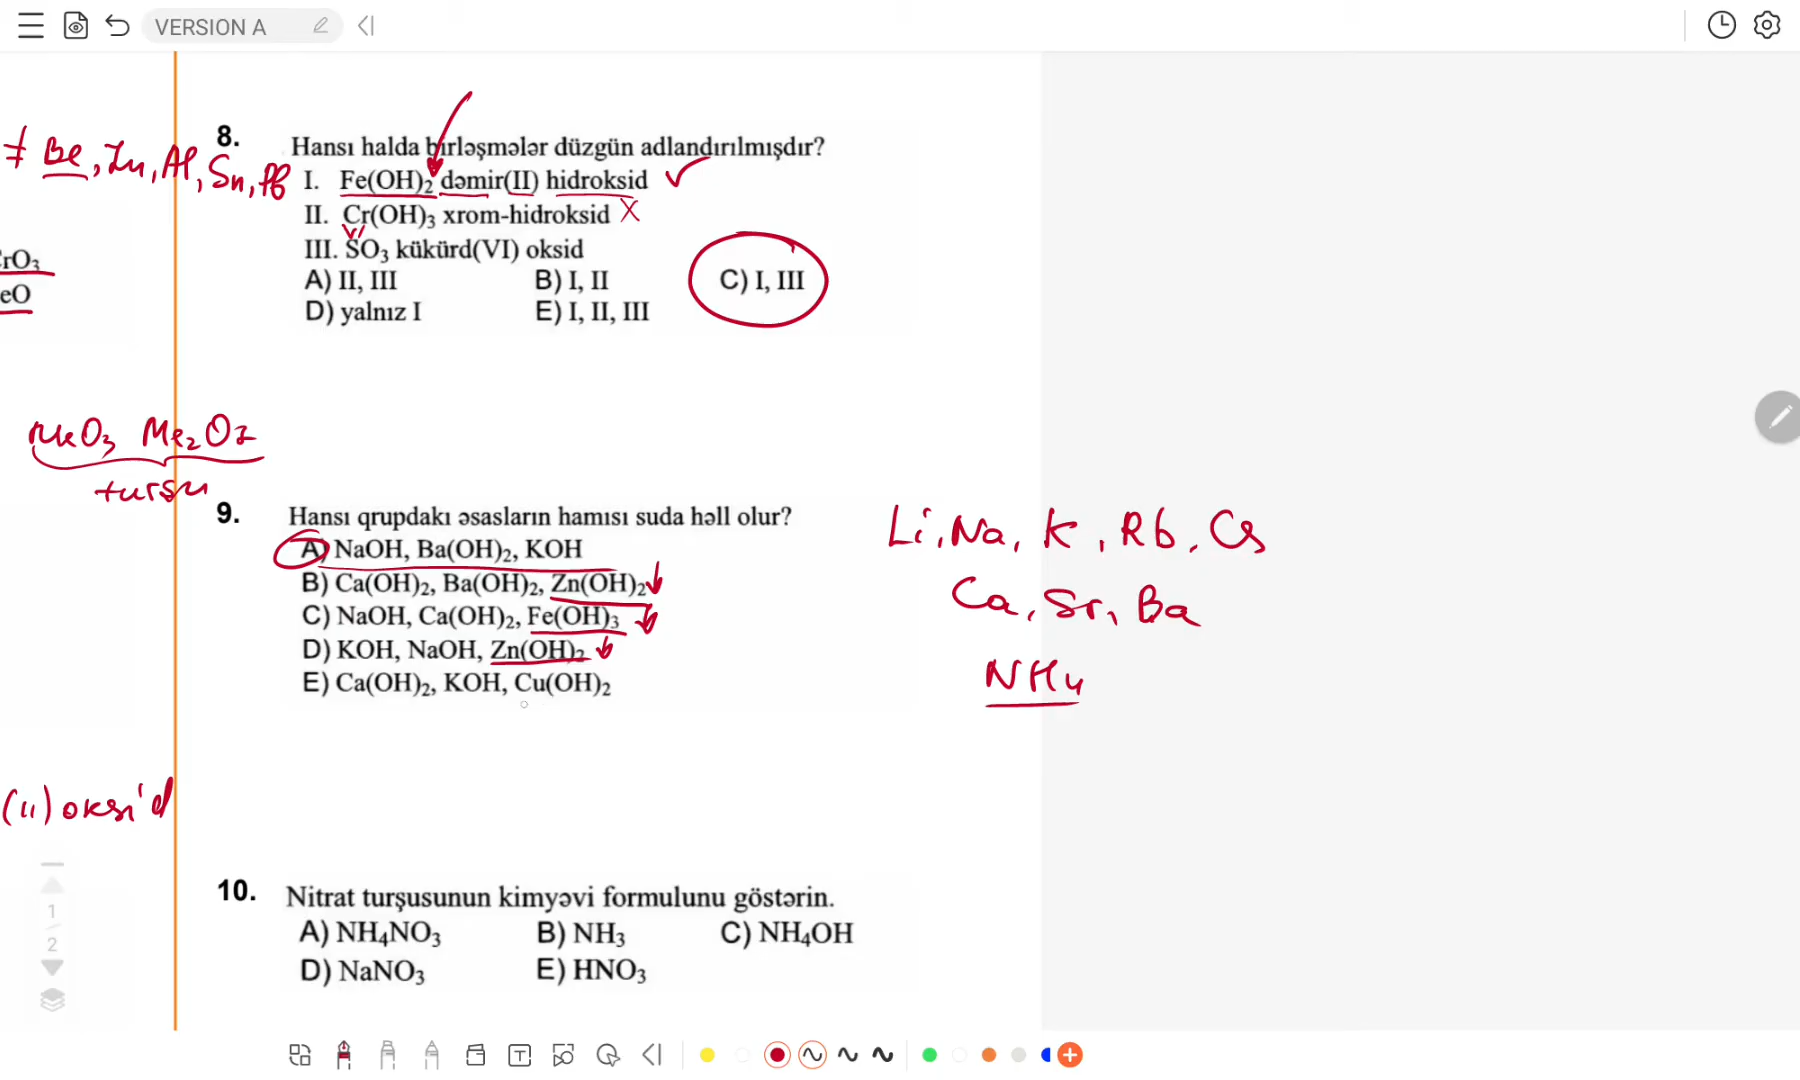 VERSION A
≠ Be, Zn, Al, Sn, Pb
8.
Hansı halda birləşmələr düzgün adlandırılmışdır?
I. Fe(OH)₂ dəmir(II) hidroksid ✓
II. Cr(OH)₃ xrom-hidroksid X
VI
III. SO₃ kükürd(VI) oksid
A) II, III B) I, II C) I, III
D) yalnız I E) I, II, III
CrO₃
eO
MeO₃ Me₂O₇
turşu
9.
Hansı qrupdakı əsasların hamısı suda həll olur?
A) NaOH, Ba(OH)₂, KOH
B) Ca(OH)₂, Ba(OH)₂, Zn(OH)₂↓
C) NaOH, Ca(OH)₂, Fe(OH)₃ ↓
D) KOH, NaOH, Zn(OH)₂ ↓
E) Ca(OH)₂, KOH, Cu(OH)₂
Li, Na, K, Rb, Cs
Ca, Sr, Ba
NH₄
(II) oksid
10.
Nitrat turşusunun kimyəvi formulunu göstərin.
A) NH₄NO₃ B) NH₃ C) NH₄OH
D) NaNO₃ E) HNO₃
1
2